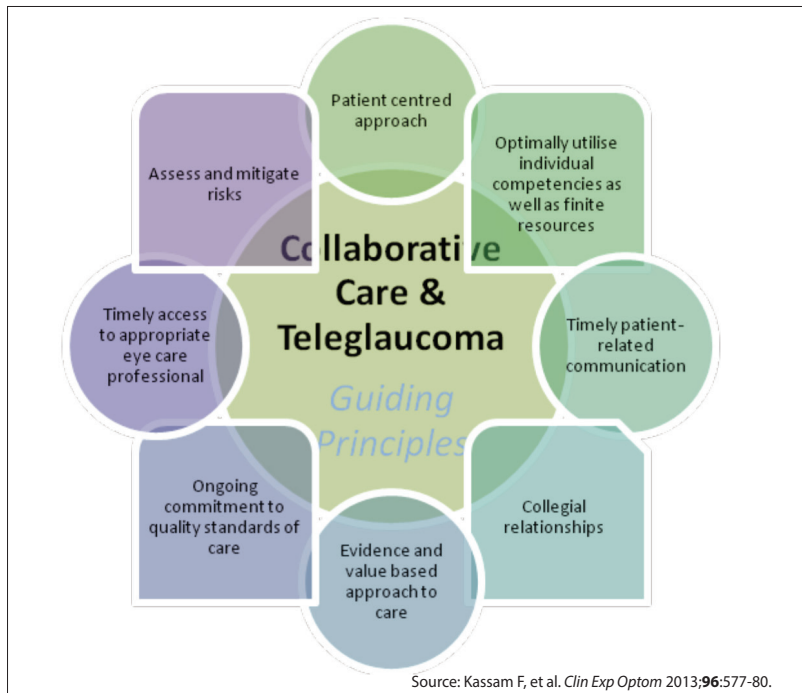 Patient centred
approach
Optimally utilise
individual
competencies as
well as finite
resources
Timely patient-
related
communication
Collegial
relationships
Evidence and
value based
approach to
care
Ongoing
commitment to
quality standards of
care
Timely access
to appropriate
eye care
professional
Assess and mitigate
risks
Collaborative
Care &
Teleglaucoma
Guiding
Principles
Source: Kassam F, et al. Clin Exp Optom 2013;96:577-80.